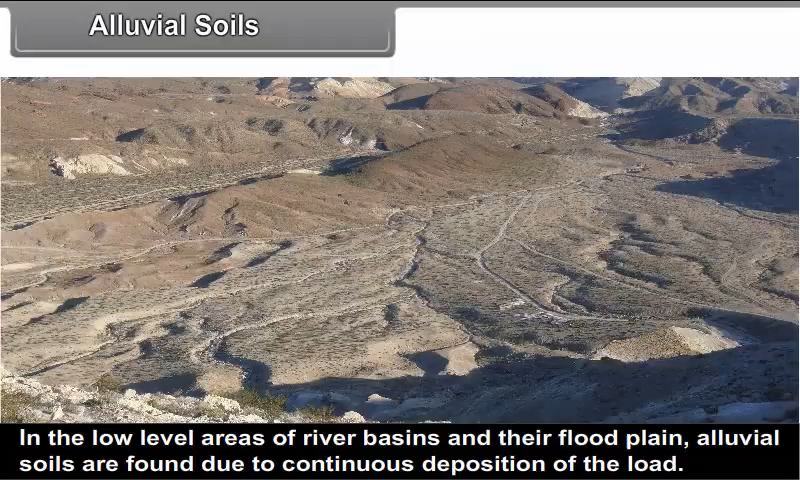 Alluvial Soils
In the low level areas of river basins and their flood plain, alluvial
soils are found due to continuous deposition of the load.